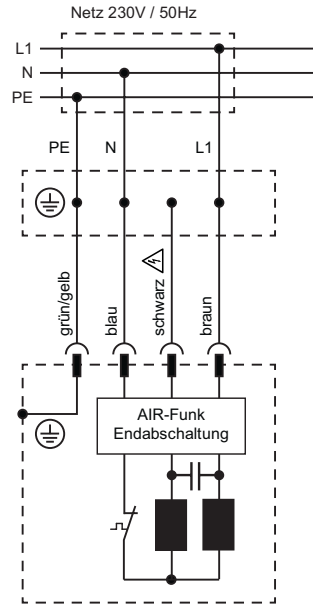 Netz 230V / 50Hz
L1
N
PE
PE
N
L1
grün/gelb
blau
schwarz
braun
AIR-Funk
Endabschaltung